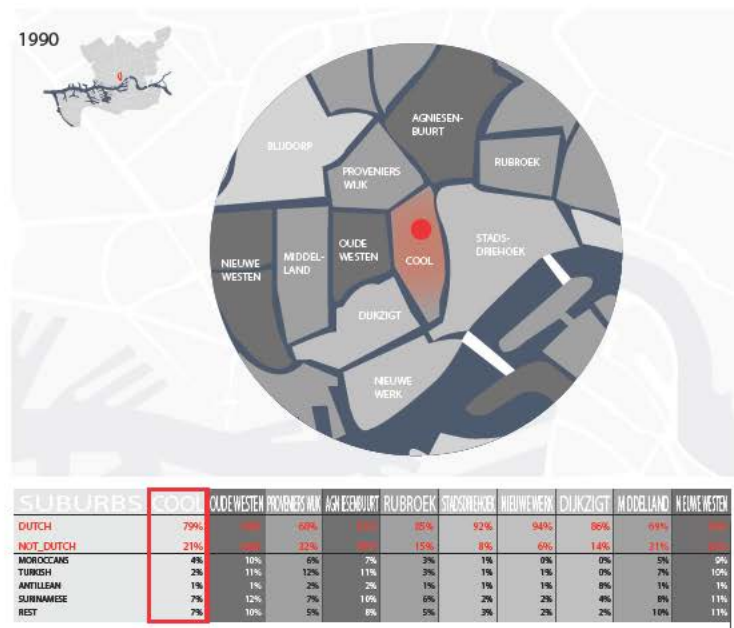 1990
AGNIESEN-
BUURT
BLIJDORP
RUBROEK
PROVENIERS
WIJK
OUDE
WESTEN
STADS-
DRIEHOEK
MIDDEL-
LAND
NIEUWE
WESTEN
COOL
DIJKZIGT
NIEUWE
WERK
SUBURBS COOL OUDE WESTEN PROVENIERS WIJK AGNIESENBUURT RUBROEK STADSDRIEHOEK NIEUWE WERK DIJKZIGT MIDDELLAND NIEUWE WESTEN
DUTCH 79% 68% 85% 92% 94% 86% 69%
NOT_DUTCH 21% 32% 15% 8% 6% 14% 21%
MOROCCANS 4% 10% 6% 7% 3% 1% 0% 0% 5% 9%
TURKISH 2% 11% 12% 11% 3% 1% 1% 0% 7% 10%
ANTILLEAN 1% 1% 2% 2% 1% 1% 1% 8% 1% 1%
SURINAMESE 7% 12% 7% 10% 6% 2% 2% 4% 8% 11%
REST 7% 10% 5% 8% 5% 3% 2% 2% 10% 11%